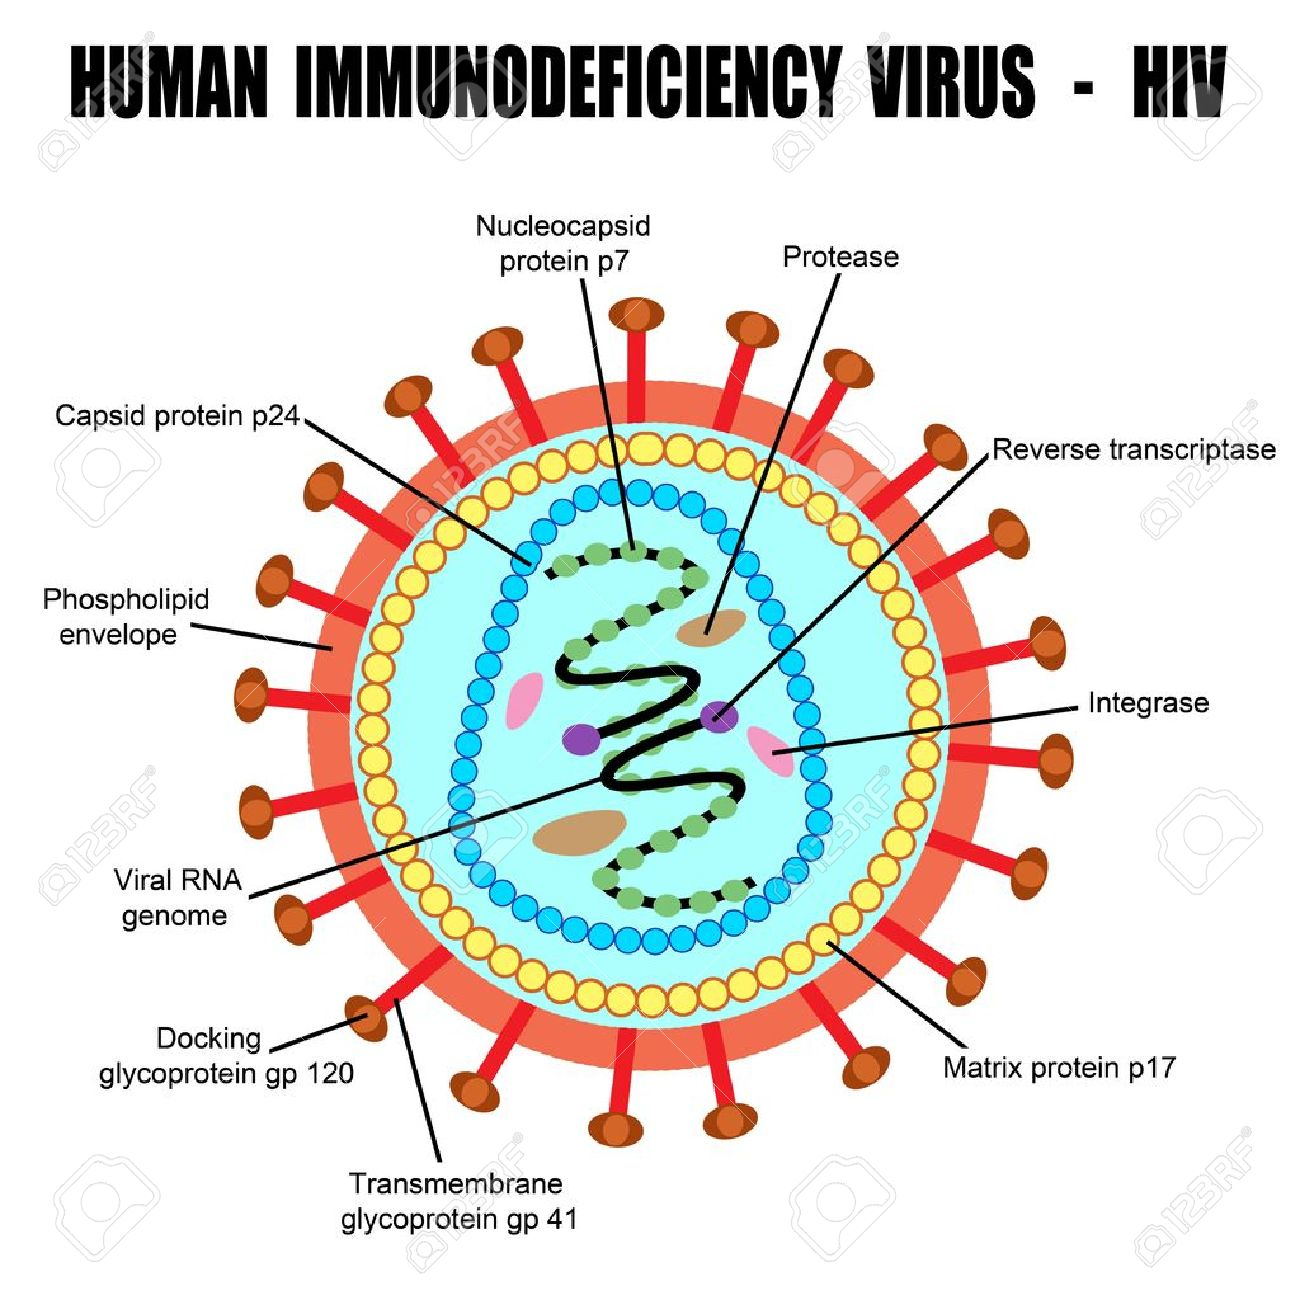 HUMAN IMMUNODEFICIENCY VIRUS - HIV
Nucleocapsid
protein p7
Protease
Capsid protein p24
Reverse transcriptase
Phospholipid
envelope
Integrase
Viral RNA
genome
Docking
glycoprotein gp 120
Matrix protein p17
Transmembrane
glycoprotein gp 41
123RF